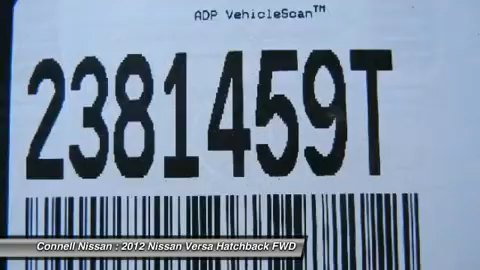 ADP VehicleScan™
2381459T
Connell Nissan : 2012 Nissan Versa Hatchback FWD